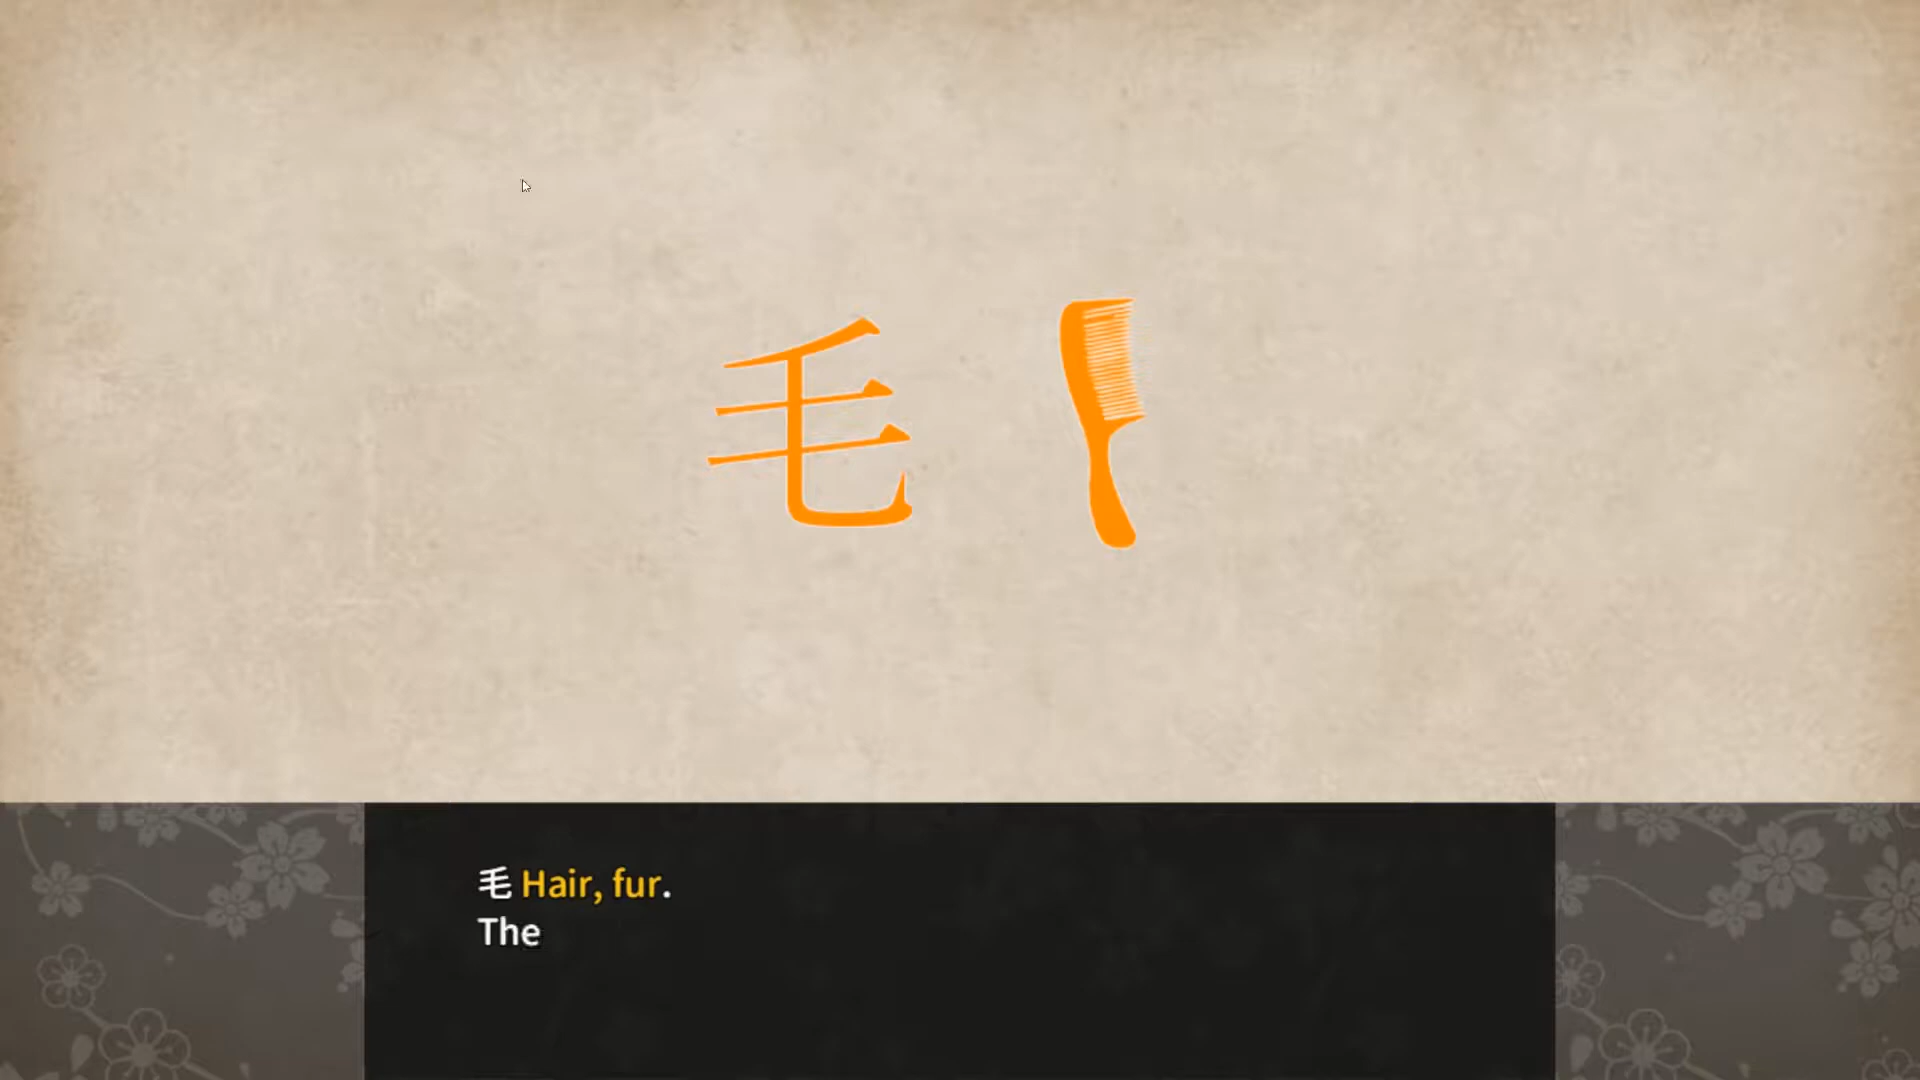 毛
毛 Hair, fur.
The